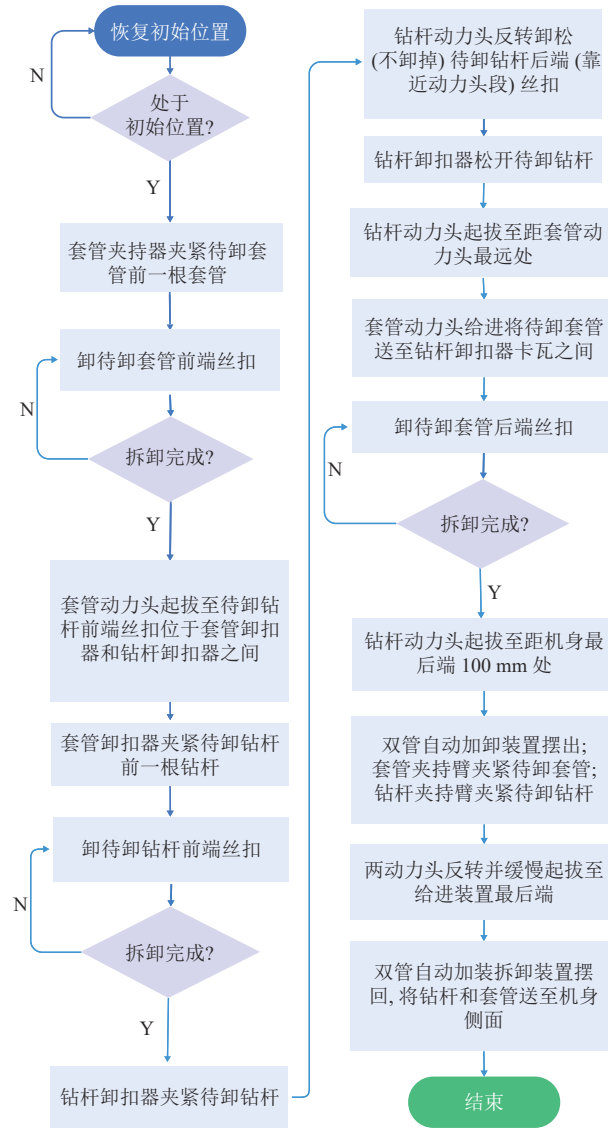 恢复初始位置
N
处于
初始位置?
Y
套管夹持器夹紧待卸套
管前一根套管
卸待卸套管前端丝扣
N
拆卸完成?
Y
套管动力头起拔至待卸钻
杆前端丝扣位于套管卸扣
器和钻杆卸扣器之间
套管卸扣器夹紧待卸钻杆
前一根钻杆
卸待卸钻杆前端丝扣
N
拆卸完成?
Y
钻杆卸扣器夹紧待卸钻杆
钻杆动力头反转卸松
(不卸掉) 待卸钻杆后端 (靠
近动力头段) 丝扣
钻杆卸扣器松开待卸钻杆
钻杆动力头起拔至距套管动
力头最远处
套管动力头给进将待卸套管
送至钻杆卸扣器卡瓦之间
卸待卸套管后端丝扣
N
拆卸完成?
Y
钻杆动力头起拔至距机身最
后端 100 mm 处
双管自动加卸装置摆出;
套管夹持臂夹紧待卸套管;
钻杆夹持臂夹紧待卸钻杆
两动力头反转并缓慢起拔至
给进装置最后端
双管自动加装拆卸装置摆
回, 将钻杆和套管送至机身
侧面
结束